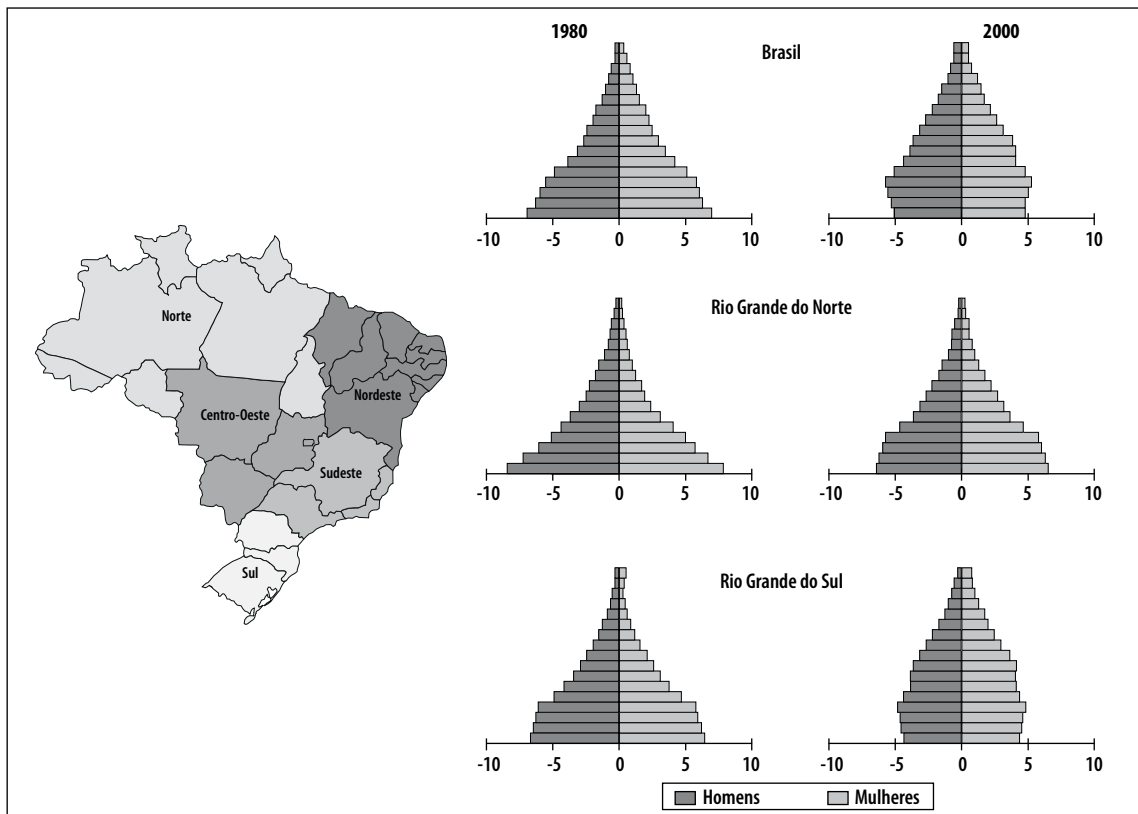 1980
Brasil
2000
-10 -5 0 5 10
-10 -5 0 5 10
Norte
Nordeste
Centro-Oeste
Sudeste
Sul
Rio Grande do Norte
-10 -5 0 5 10
-10 -5 0 5 10
Rio Grande do Sul
-10 -5 0 5 10
-10 -5 0 5 10
Homens
Mulheres